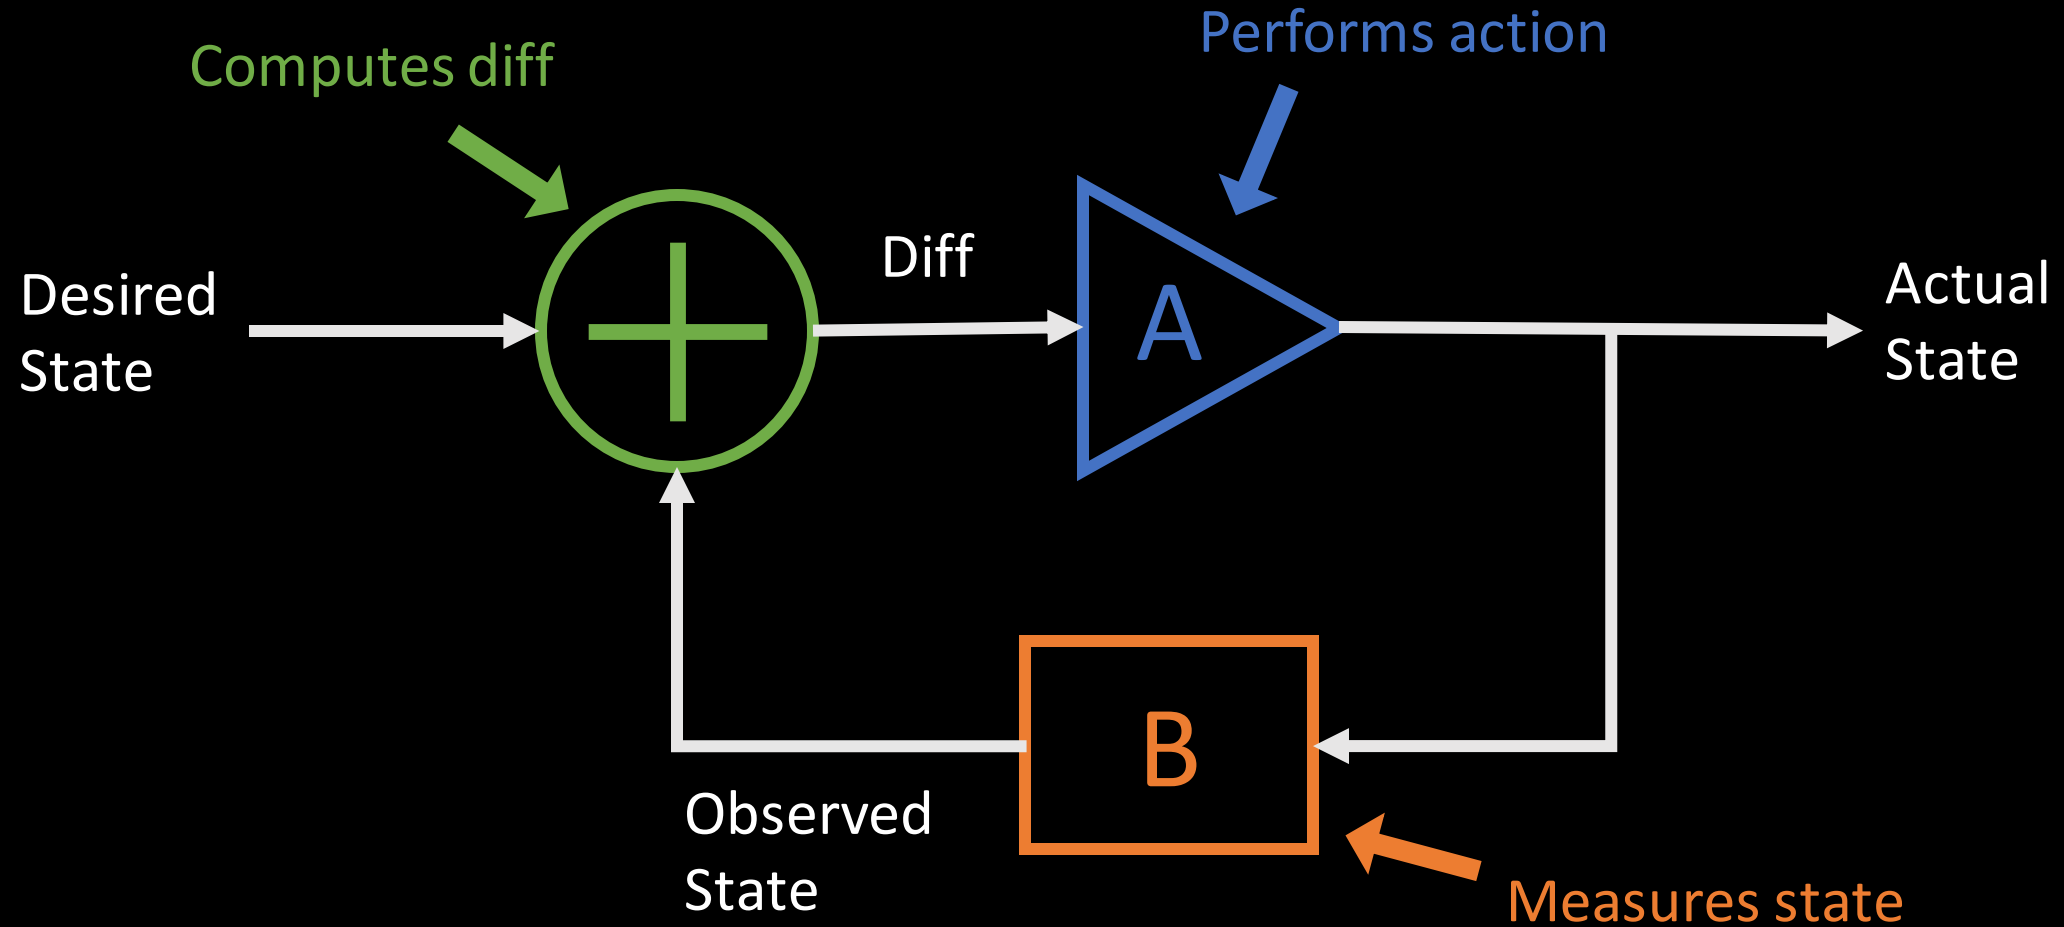 Performs action
Computes diff
Diff
Desired
State
A
Actual
State
B
Observed
State
Measures state